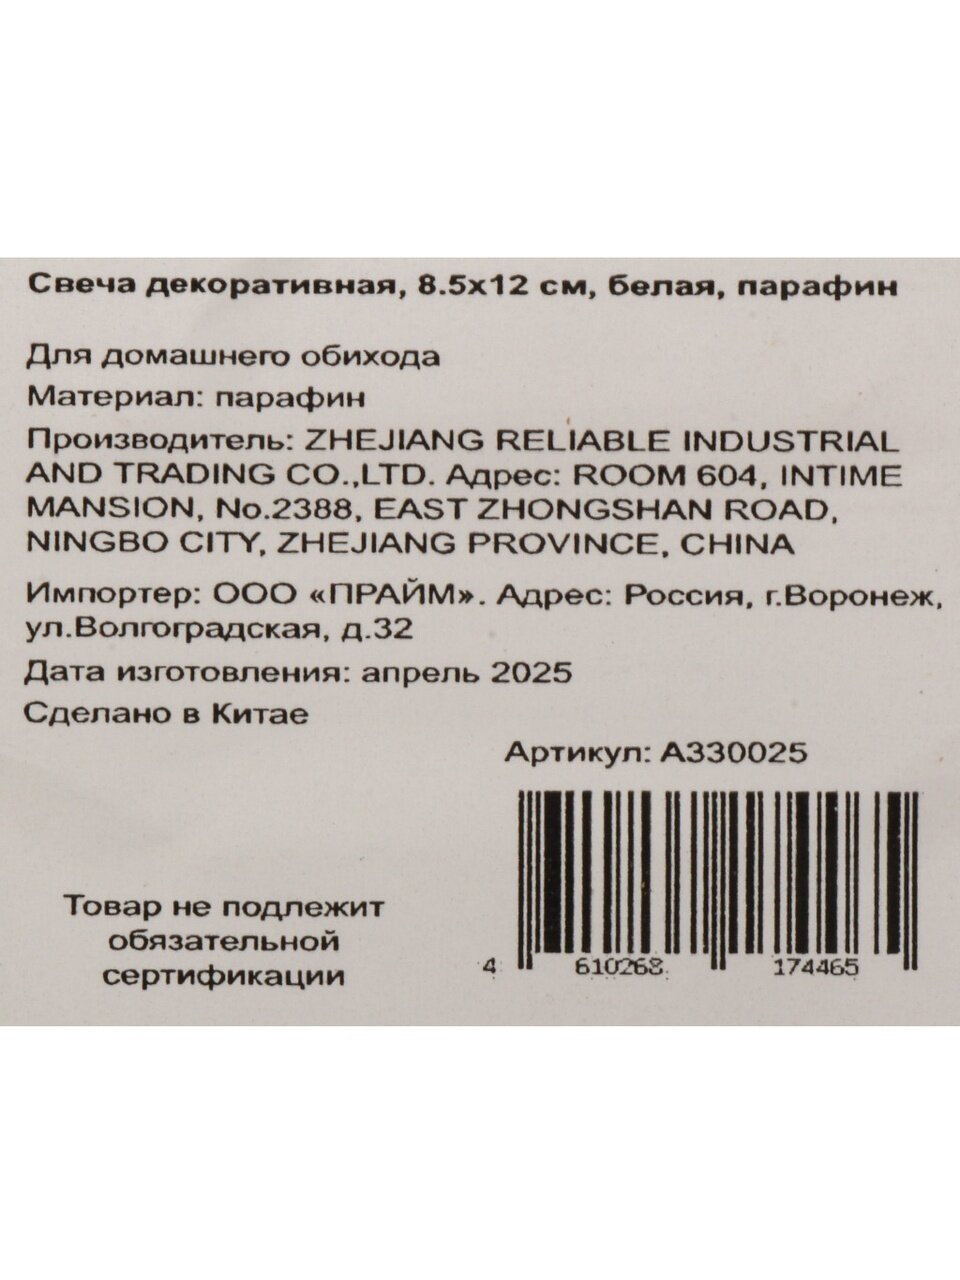 Свеча декоративная, 8.5х12 см, белая, парафин
Для домашнего обихода
Материал: парафин
Производитель: ZHEJIANG RELIABLE INDUSTRIAL
AND TRADING CO.,LTD. Адрес: ROOM 604, INTIME
MANSION, No.2388, EAST ZHONGSHAN ROAD,
NINGBO CITY, ZHEJIANG PROVINCE, CHINA
Импортер: ООО «ПРАЙМ». Адрес: Россия, г.Воронеж,
ул.Волгоградская, д.32
Дата изготовления: апрель 2025
Сделано в Китае
Артикул: А330025
Товар не подлежит
обязательной
сертификации
4 610268 174465